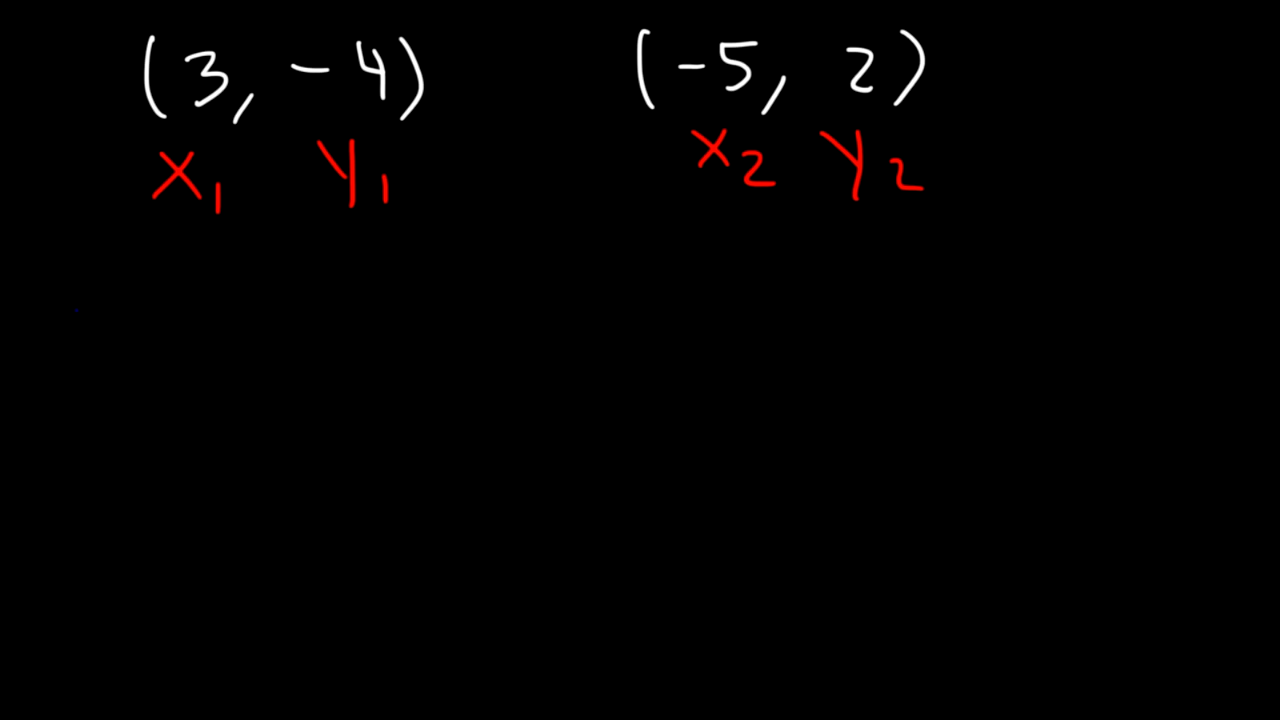 (3, -4) (-5, 2)
x₁ y₁ x₂ y₂